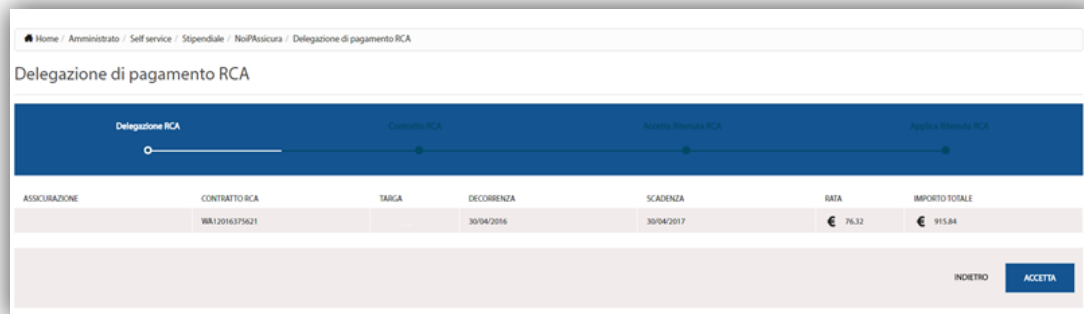 Home / Amministrato / Self service / Stipendiale / NoiPAssicura / Delegazione di pagamento RCA
Delegazione di pagamento RCA
Delegazione RCA Contratto RCA Accetta Ritenuta RCA Applica Ritenuta RCA
ASSICURAZIONE CONTRATTO RCA TARGA DECORRENZA SCADENZA RATA IMPORTO TOTALE
WA12016375621 30/04/2016 30/04/2017 € 76.32 € 915.84
INDIETRO ACCETTA